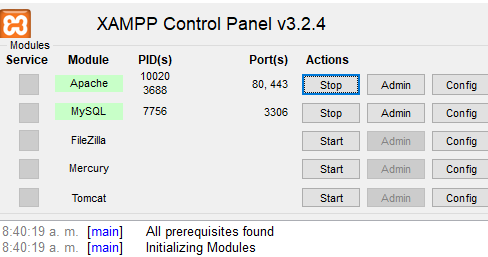 XAMPP Control Panel v3.2.4
Modules
Service Module PID(s) Port(s) Actions
Apache 10020 3688 80, 443 Stop Admin Config
MySQL 7756 3306 Stop Admin Config
FileZilla Start Admin Config
Mercury Start Admin Config
Tomcat Start Admin Config
8:40:19 a. m. [main] All prerequisites found
8:40:19 a. m. [main] Initializing Modules